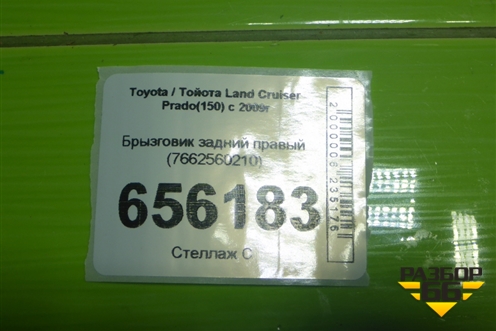 Toyota / Тойота Land Cruiser
Prado(150) с 2009г
Брызговик задний правый
(7662560210)
656183
Стеллаж С
2000006235176
РАЗБОР
66